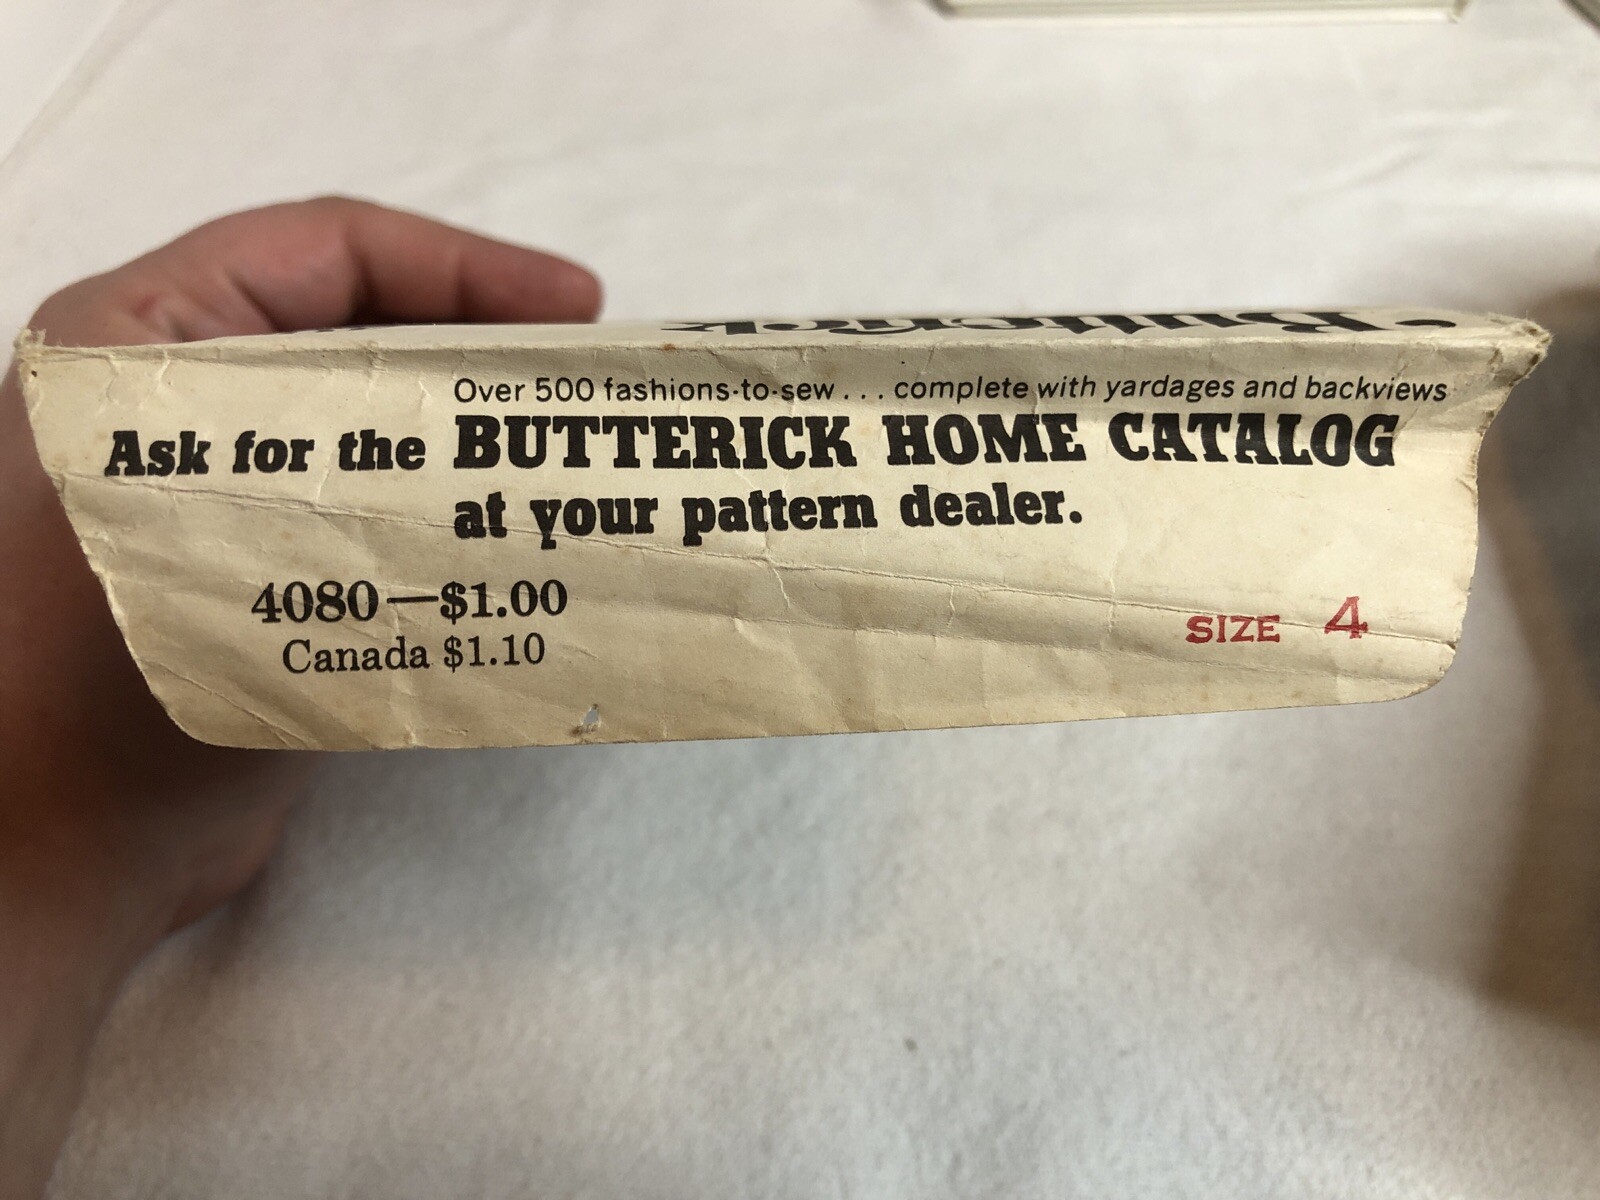 Butterick
Over 500 fashions-to-sew... complete with yardages and backviews
Ask for the BUTTERICK HOME CATALOG
at your pattern dealer.
4080—$1.00
Canada $1.10
SIZE 4